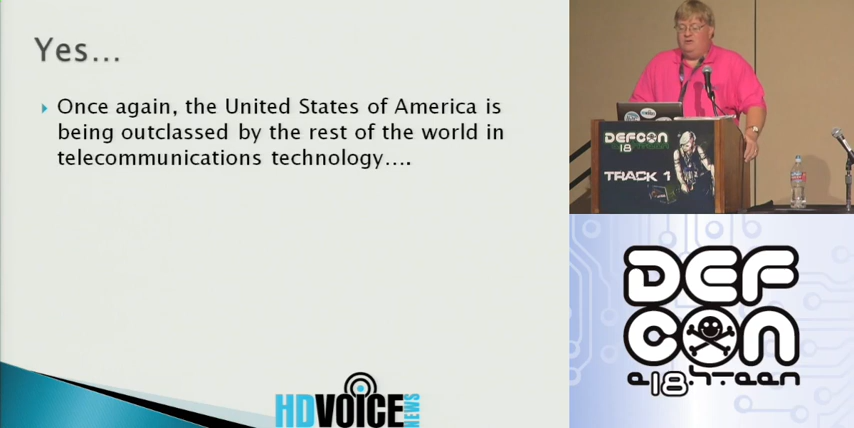 Yes...
Once again, the United States of America is
being outclassed by the rest of the world in
telecommunications technology....
HDVOICE NEWS
DEFCON
18
TRACK 1
DEF
CON
18